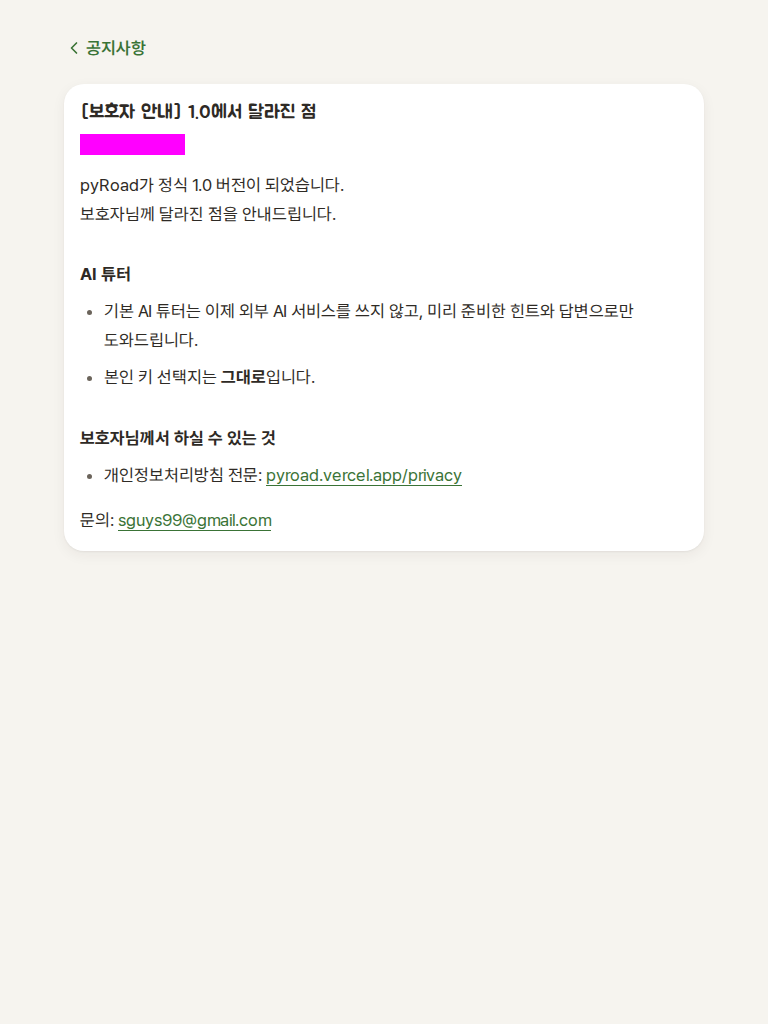 공지사항
[보호자 안내] 1.0에서 달라진 점
pyRoad가 정식 1.0 버전이 되었습니다.
보호자님께 달라진 점을 안내드립니다.
AI 튜터
• 기본 AI 튜터는 이제 외부 AI 서비스를 쓰지 않고, 미리 준비한 힌트와 답변으로만
도와드립니다.
• 본인 키 선택지는 그대로입니다.
보호자님께서 하실 수 있는 것
• 개인정보처리방침 전문: pyroad.vercel.app/privacy
문의: sguys99@gmail.com